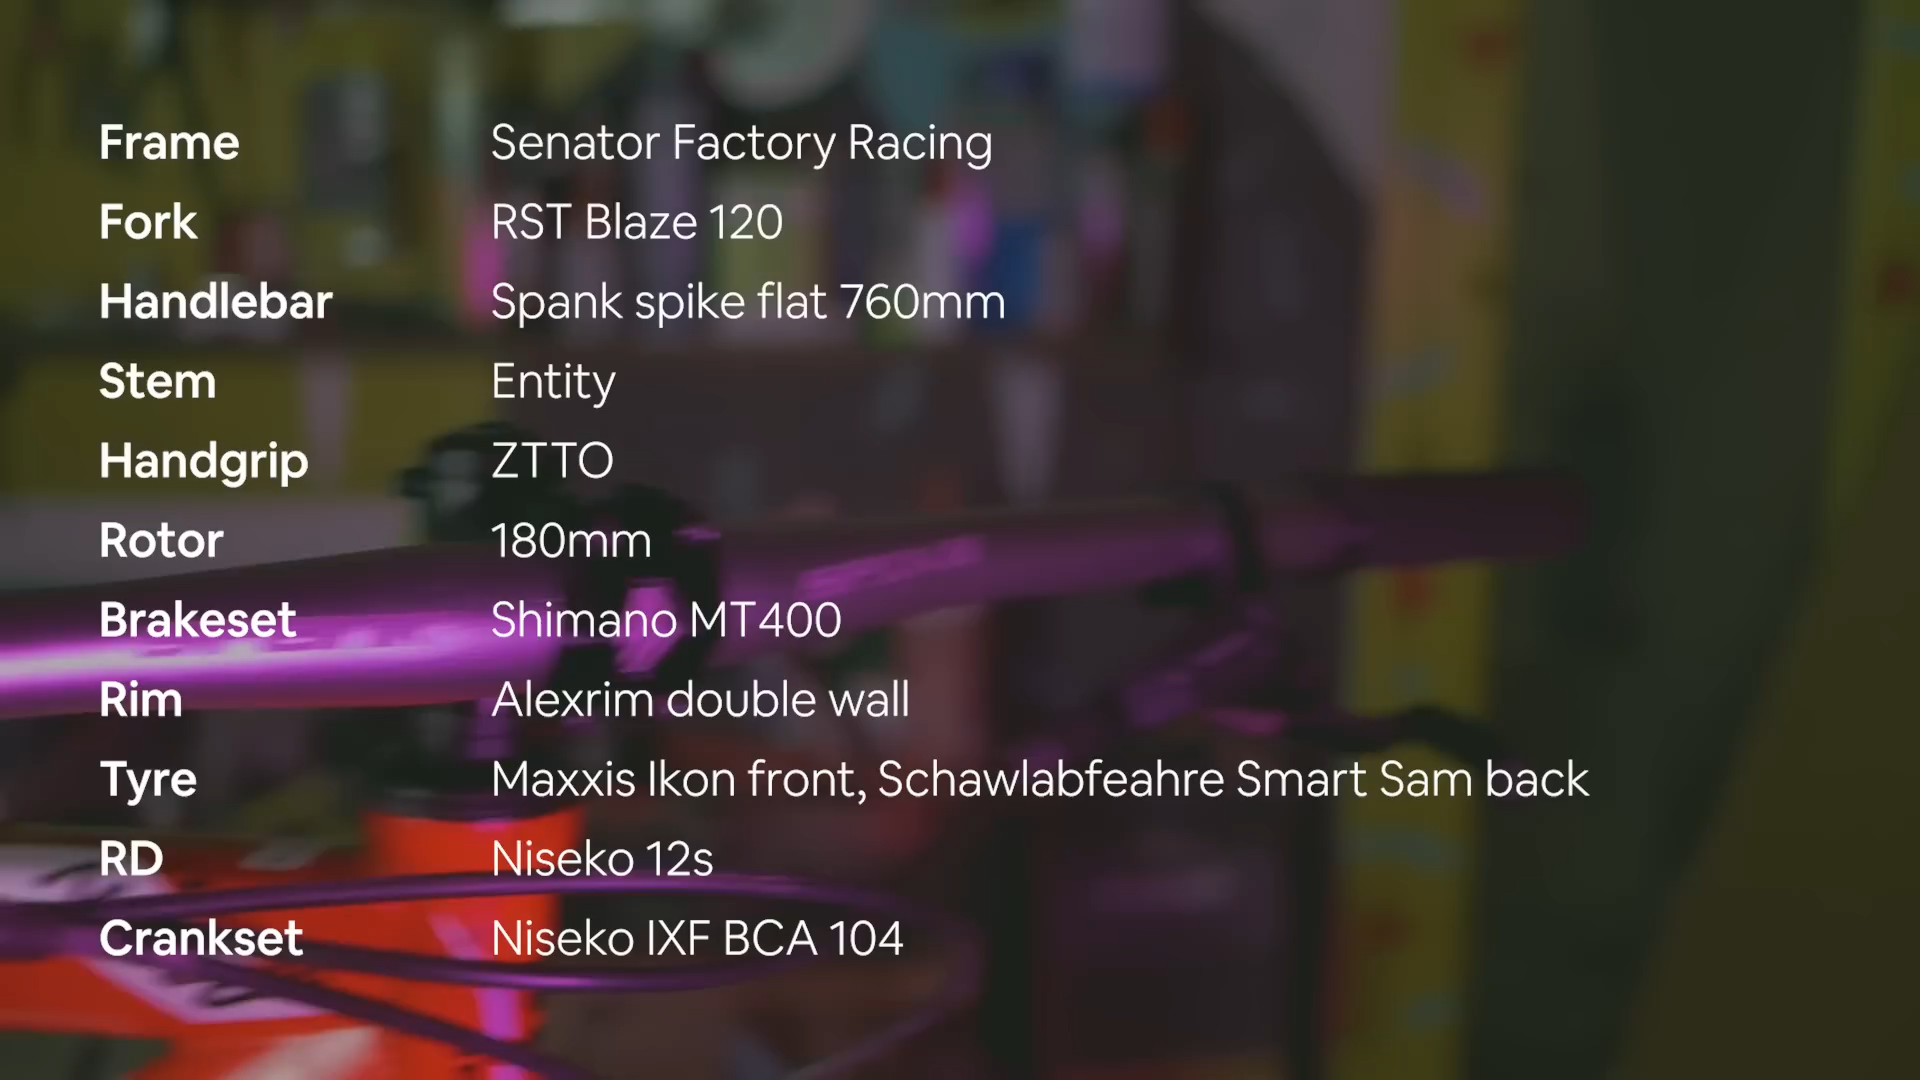 Frame Senator Factory Racing
Fork RST Blaze 120
Handlebar Spank spike flat 760mm
Stem Entity
Handgrip ZTTO
Rotor 180mm
Brakeset Shimano MT400
Rim Alexrim double wall
Tyre Maxxis Ikon front, Schawlabfeahre Smart Sam back
RD Niseko 12s
Crankset Niseko IXF BCA 104